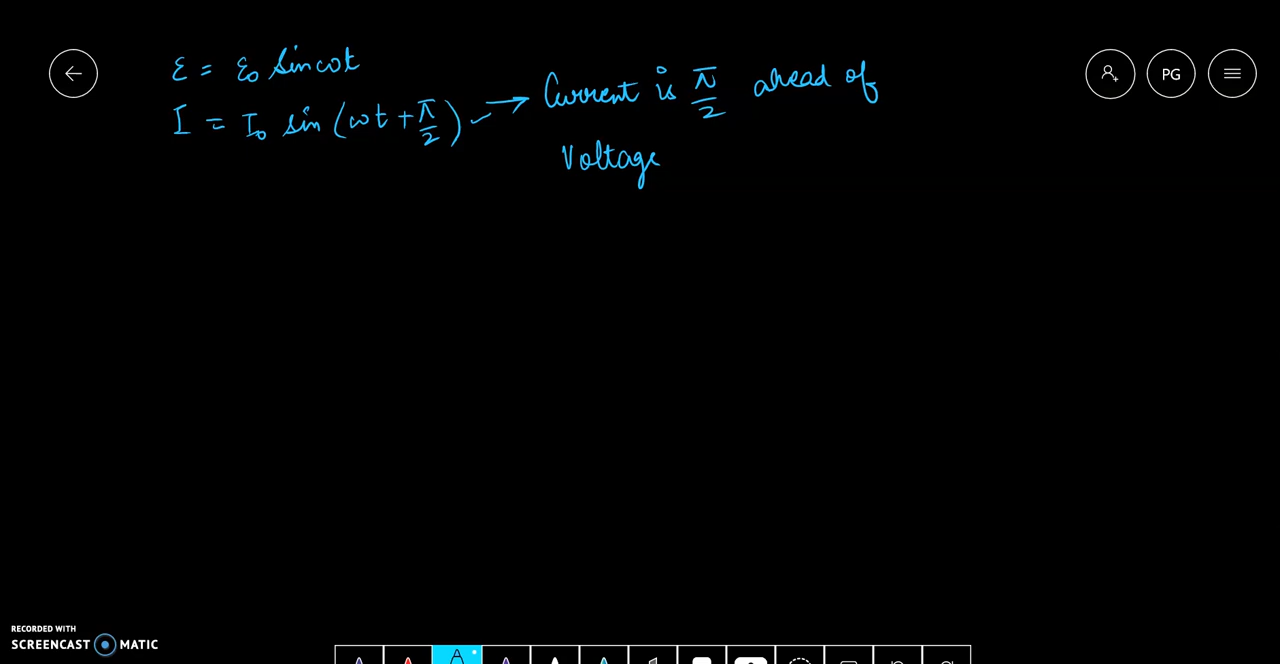 ε = ε₀ sin ωt
I = I₀ sin (ωt + π/2) → Current is π/2 ahead of
Voltage
PG
RECORDED WITH
SCREENCAST MATIC